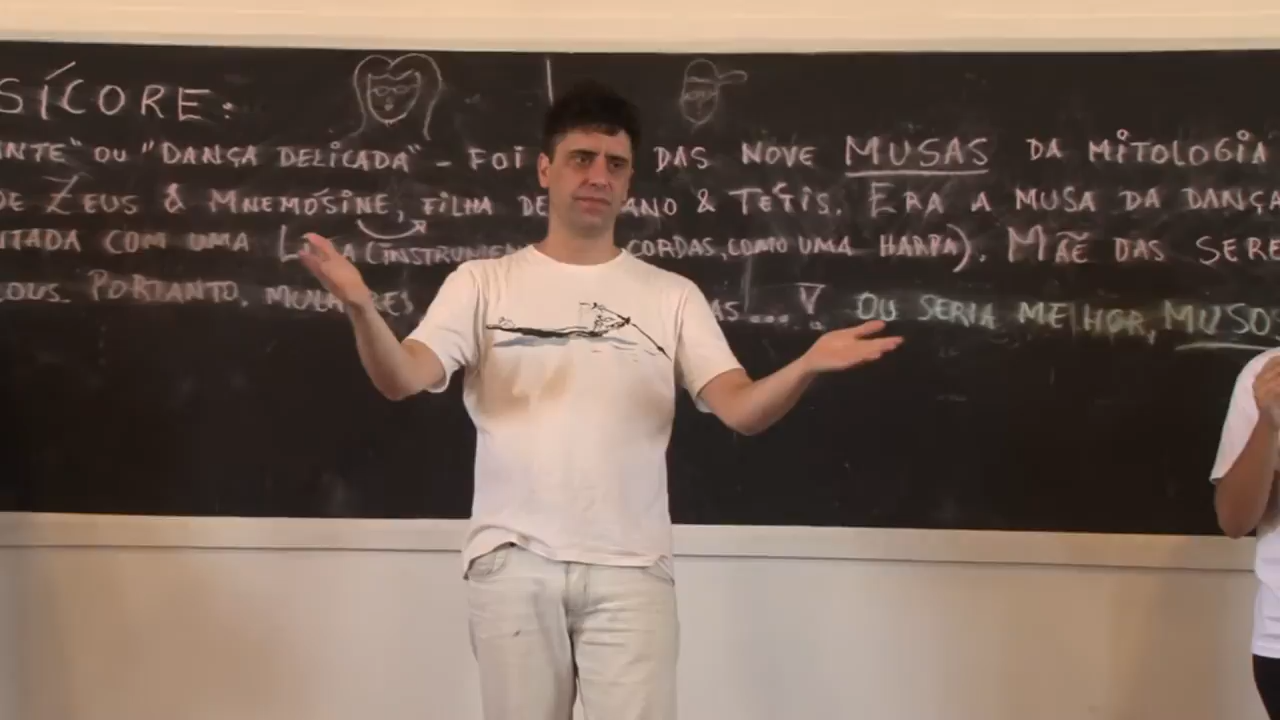 SÍCORE:
NTE" OU "DANÇA DELICADA" - FOI DAS NOVE MUSAS DA MITOLOGIA
DE ZEUS & MNEMÓSINE, FILHA DE ANO & TÉTIS. ERA A MUSA DA DANÇA
NTADA COM UMA L A (INSTRUMEN CORDAS, COMO UMA HARPA). MÃE DAS SERE
LOUS. PORTANTO, MULHERES, AS... OU SERIA MELHOR, MUSO